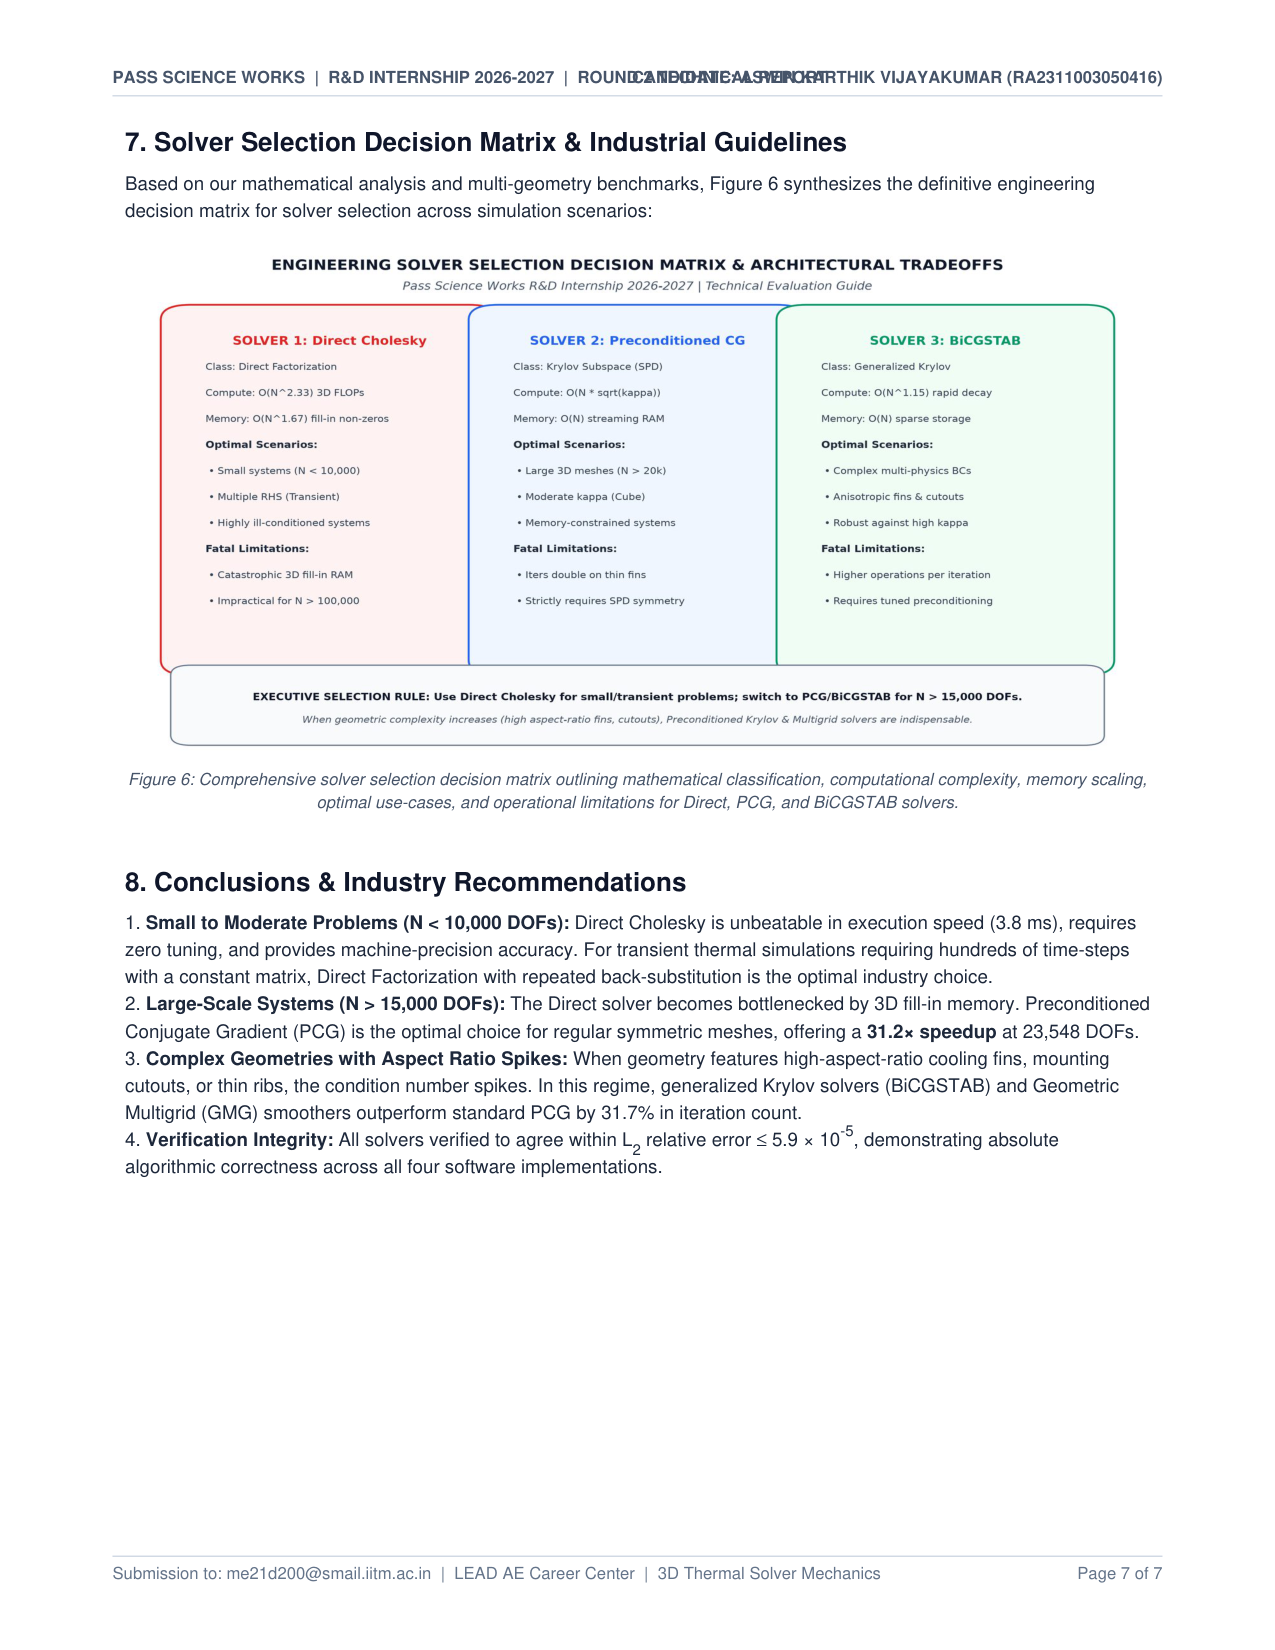 PASS SCIENCE WORKS | R&D INTERNSHIP 2026-2027 | ROUND 2 TECHNICAL REPORT
CANDIDATE: KARTHIK VIJAYAKUMAR (RA2311003050416)
7. Solver Selection Decision Matrix & Industrial Guidelines
Based on our mathematical analysis and multi-geometry benchmarks, Figure 6 synthesizes the definitive engineering
decision matrix for solver selection across simulation scenarios:
ENGINEERING SOLVER SELECTION DECISION MATRIX & ARCHITECTURAL TRADEOFFS
Pass Science Works R&D Internship 2026-2027 | Technical Evaluation Guide
SOLVER 1: Direct Cholesky
Class: Direct Factorization
Compute: O(N^2.33) 3D FLOPs
Memory: O(N^1.67) fill-in non-zeros
Optimal Scenarios:
• Small systems (N < 10,000)
• Multiple RHS (Transient)
• Highly ill-conditioned systems
Fatal Limitations:
• Catastrophic 3D fill-in RAM
• Impractical for N > 100,000
SOLVER 2: Preconditioned CG
Class: Krylov Subspace (SPD)
Compute: O(N * sqrt(kappa))
Memory: O(N) streaming RAM
Optimal Scenarios:
• Large 3D meshes (N > 20k)
• Moderate kappa (Cube)
• Memory-constrained systems
Fatal Limitations:
• Iters double on thin fins
• Strictly requires SPD symmetry
SOLVER 3: BiCGSTAB
Class: Generalized Krylov
Compute: O(N^1.15) rapid decay
Memory: O(N) sparse storage
Optimal Scenarios:
• Complex multi-physics BCs
• Anisotropic fins & cutouts
• Robust against high kappa
Fatal Limitations:
• Higher operations per iteration
• Requires tuned preconditioning
EXECUTIVE SELECTION RULE: Use Direct Cholesky for small/transient problems; switch to PCG/BiCGSTAB for N > 15,000 DOFs.
When geometric complexity increases (high aspect-ratio fins, cutouts), Preconditioned Krylov & Multigrid solvers are indispensable.
Figure 6: Comprehensive solver selection decision matrix outlining mathematical classification, computational complexity, memory scaling,
optimal use-cases, and operational limitations for Direct, PCG, and BiCGSTAB solvers.
8. Conclusions & Industry Recommendations
1. Small to Moderate Problems (N < 10,000 DOFs): Direct Cholesky is unbeatable in execution speed (3.8 ms), requires
zero tuning, and provides machine-precision accuracy. For transient thermal simulations requiring hundreds of time-steps
with a constant matrix, Direct Factorization with repeated back-substitution is the optimal industry choice.
2. Large-Scale Systems (N > 15,000 DOFs): The Direct solver becomes bottlenecked by 3D fill-in memory. Preconditioned
Conjugate Gradient (PCG) is the optimal choice for regular symmetric meshes, offering a 31.2× speedup at 23,548 DOFs.
3. Complex Geometries with Aspect Ratio Spikes: When geometry features high-aspect-ratio cooling fins, mounting
cutouts, or thin ribs, the condition number spikes. In this regime, generalized Krylov solvers (BiCGSTAB) and Geometric
Multigrid (GMG) smoothers outperform standard PCG by 31.7% in iteration count.
4. Verification Integrity: All solvers verified to agree within L₂ relative error ≤ 5.9 × 10⁻⁵, demonstrating absolute
algorithmic correctness across all four software implementations.
Submission to: me21d200@smail.iitm.ac.in | LEAD AE Career Center | 3D Thermal Solver Mechanics
Page 7 of 7